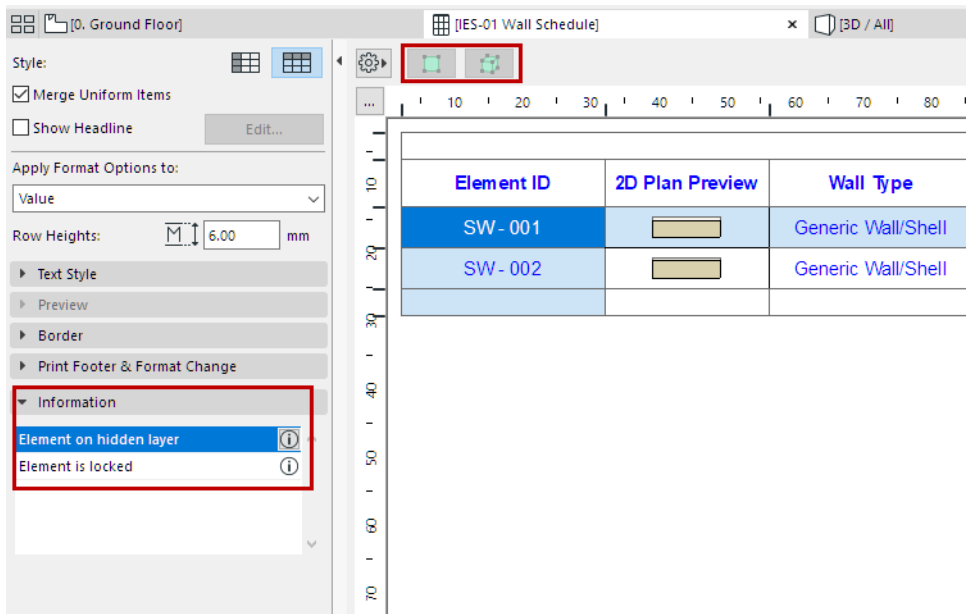 [0. Ground Floor]
[IES-01 Wall Schedule]
[3D / All]
Style:
Merge Uniform Items
Show Headline
Edit...
Apply Format Options to:
Value
Row Heights:
M
6.00
mm
Text Style
Preview
Border
Print Footer & Format Change
Information
Element on hidden layer
Element is locked
...
10 20 30 40 50 60 70 80
10
20
30
40
50
60
70
Element ID 2D Plan Preview Wall Type
SW - 001 Generic Wall/Shell
SW - 002 Generic Wall/Shell